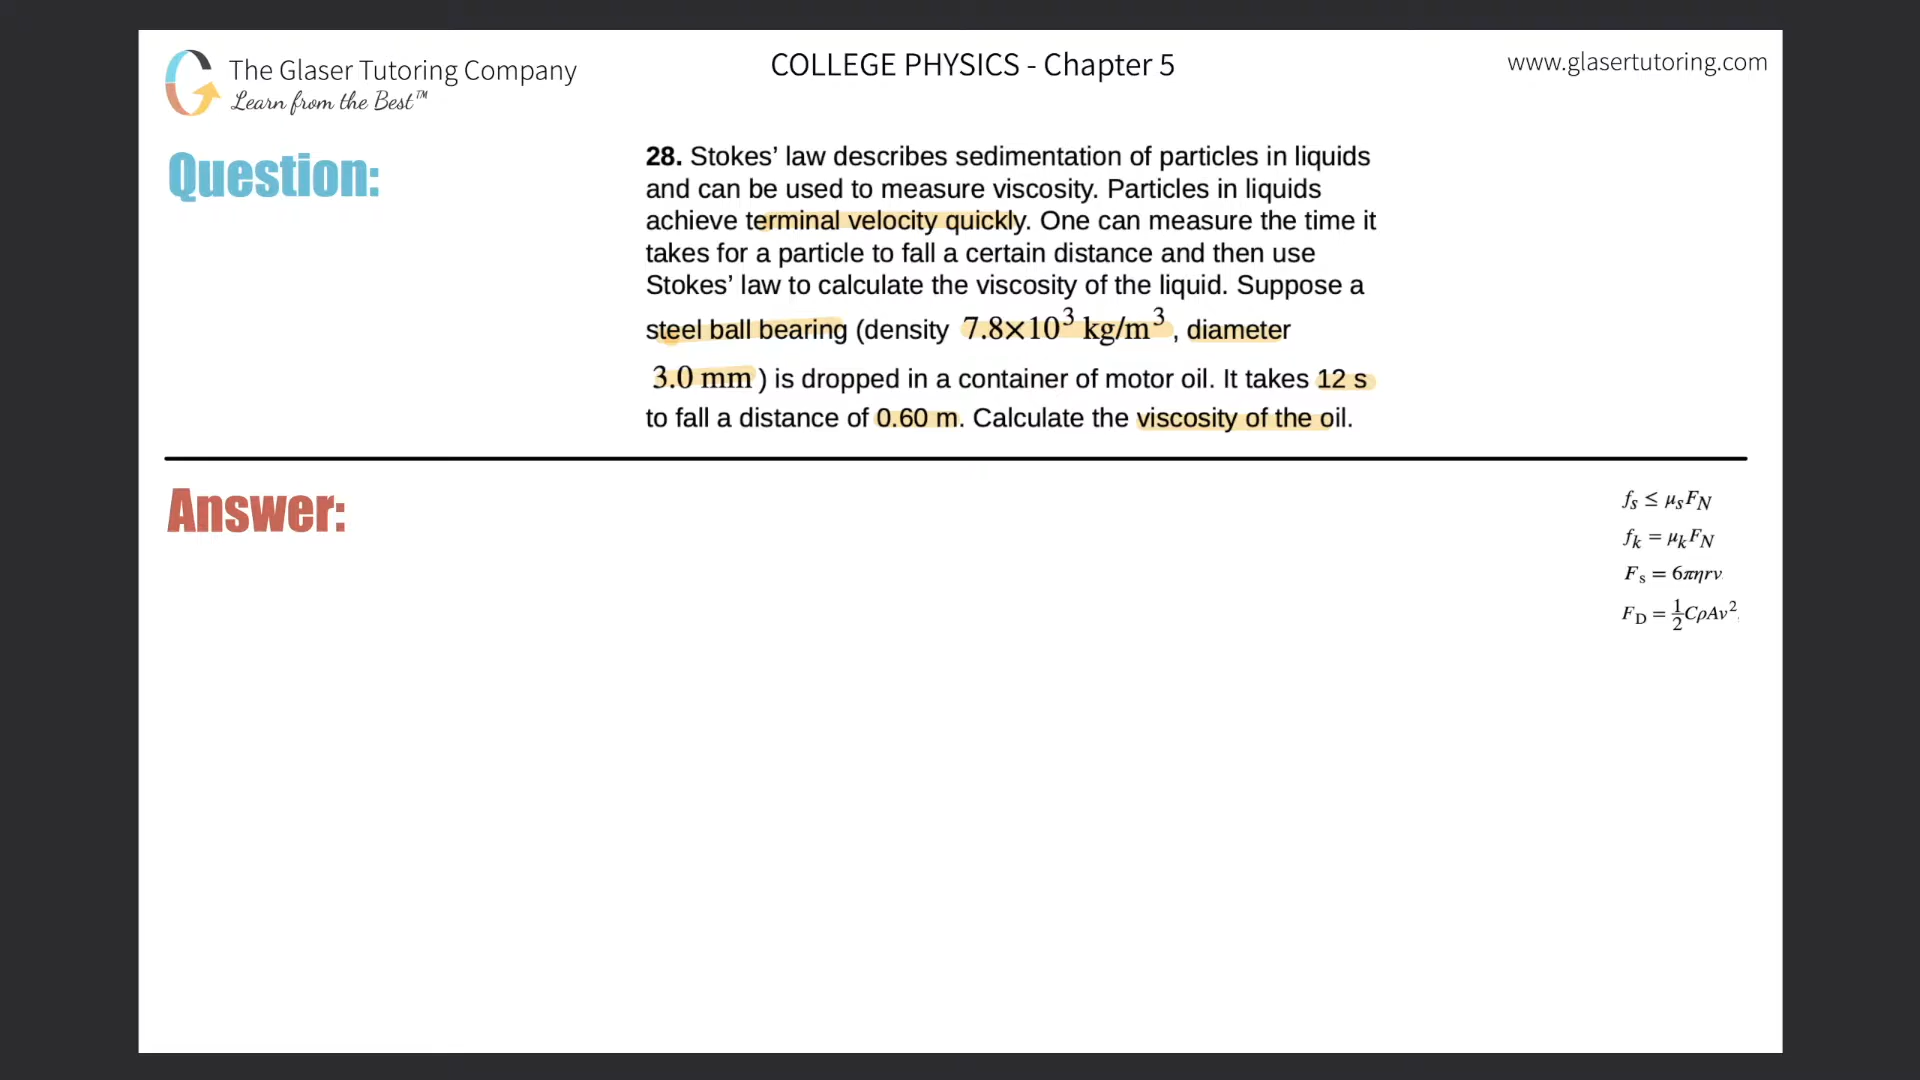 The Glaser Tutoring Company
Learn from the Best™
COLLEGE PHYSICS - Chapter 5
www.glasertutoring.com
Question:
28. Stokes’ law describes sedimentation of particles in liquids
and can be used to measure viscosity. Particles in liquids
achieve terminal velocity quickly. One can measure the time it
takes for a particle to fall a certain distance and then use
Stokes’ law to calculate the viscosity of the liquid. Suppose a
steel ball bearing (density 7.8×10³ kg/m³, diameter
3.0 mm) is dropped in a container of motor oil. It takes 12 s
to fall a distance of 0.60 m. Calculate the viscosity of the oil.
Answer:
fs ≤ μsFN
fk = μkFN
Fs = 6πηrv
FD = ½CρAv²